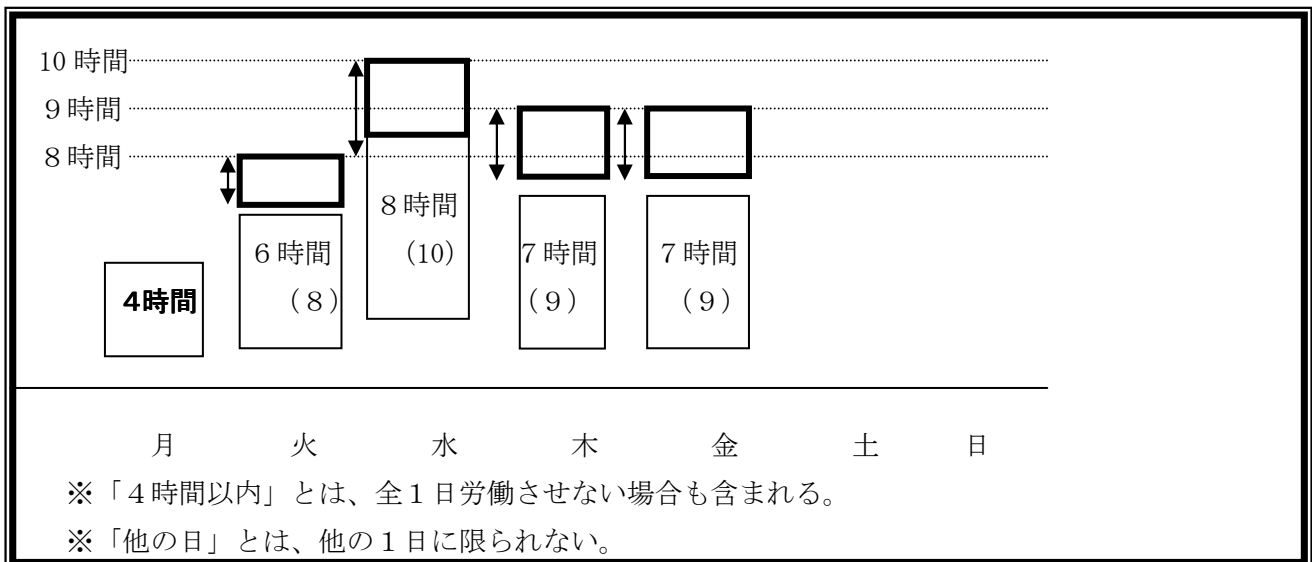 10 時間
９時間
８時間
８時間
６時間
（10）
７時間
７時間
４時間
（８）
（９）
（９）
月　火　水　木　金　土　日
※「４時間以内」とは、全１日労働させない場合も含まれる。
※「他の日」とは、他の１日に限られない。